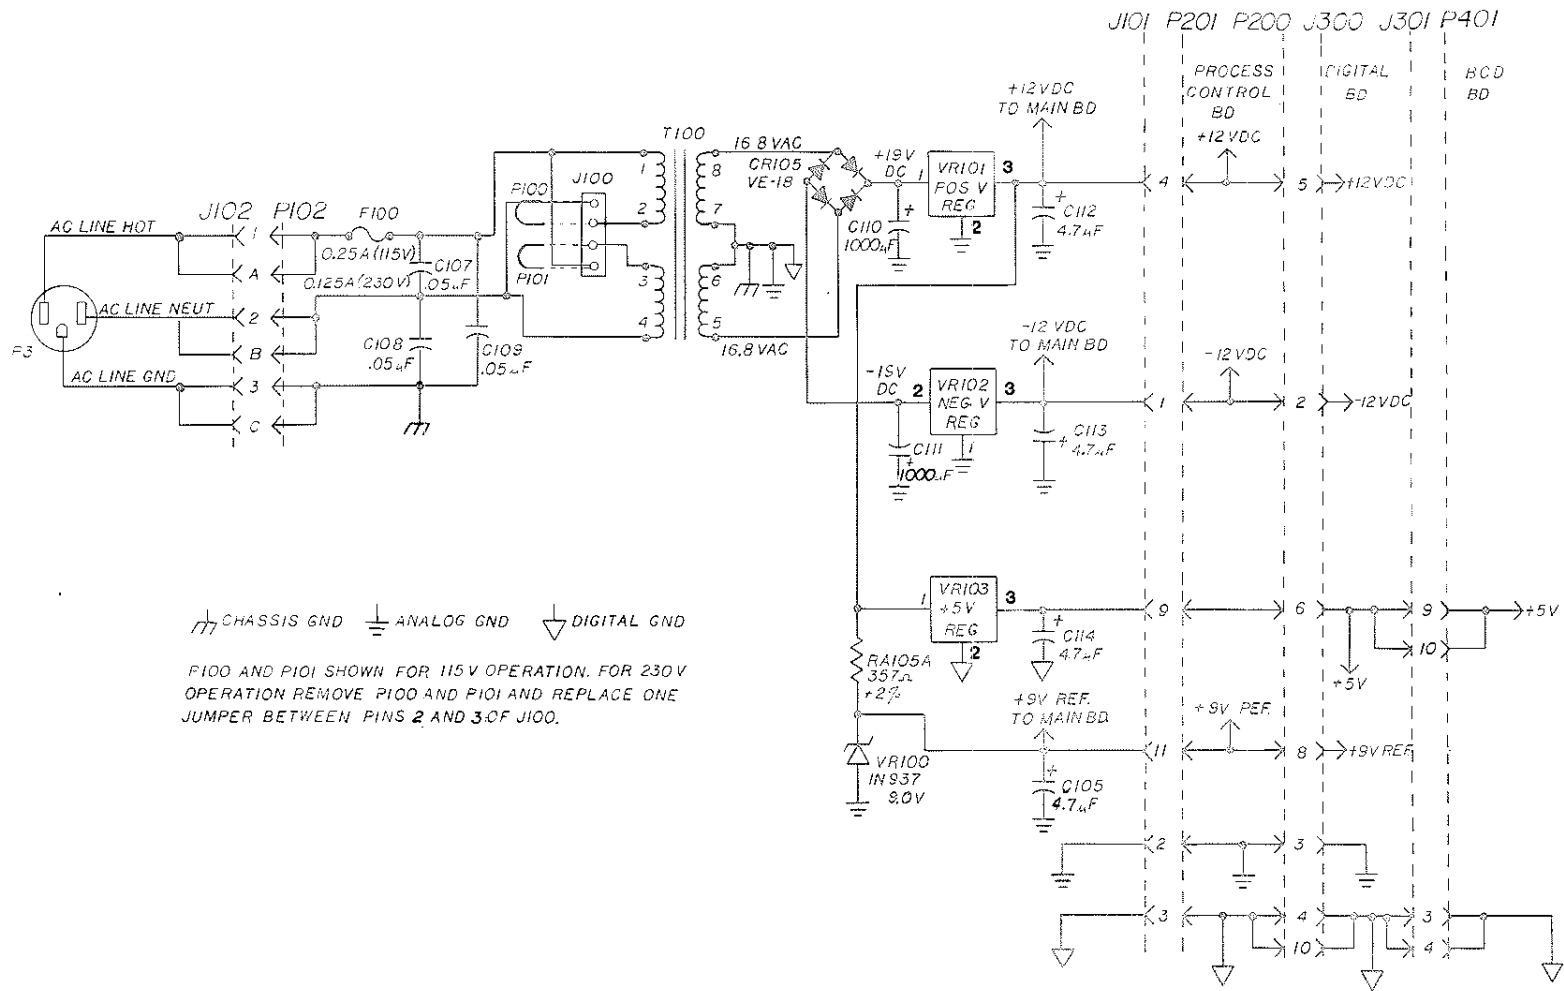 J101 P201 P200 J300 J301 P401
PROCESS
CONTROL
BD
DIGITAL
BD
BCD
BD
+12VDC
TO MAIN BD
+12VDC
T100
16.8 VAC
CR105
VE-18
+19V
DC
1
VR101
POS V
REG
3
2
C110
1000µF
C112
4.7µF
4
5
+12VDC
J102 P102
F100
P100
J100
P101
1
2
3
4
8
7
6
5
AC LINE HOT
0.25A (115V)
0.125A (230V)
C107
.05µF
1
A
AC LINE NEUT
2
B
P3
AC LINE GND
3
C
C108
.05µF
C109
.05µF
16.8 VAC
-12 VDC
TO MAIN BD
-12VDC
-19V
DC
2
VR102
NEG. V
REG
3
1
C111
1000µF
C113
4.7µF
1
2
-12VDC
1
VR103
+5V
REG
3
2
C114
4.7µF
9
6
9
10
+5V
+5V
CHASSIS GND
ANALOG GND
DIGITAL GND
P100 AND P101 SHOWN FOR 115V OPERATION. FOR 230V
OPERATION REMOVE P100 AND P101 AND REPLACE ONE
JUMPER BETWEEN PINS 2 AND 3 OF J100.
RA105A
357Ω
±2%
+9V REF.
TO MAIN BD.
+9V REF.
VR100
1N937
9.0V
C105
4.7µF
11
8
+9V REF
2
3
3
4
3
10
4